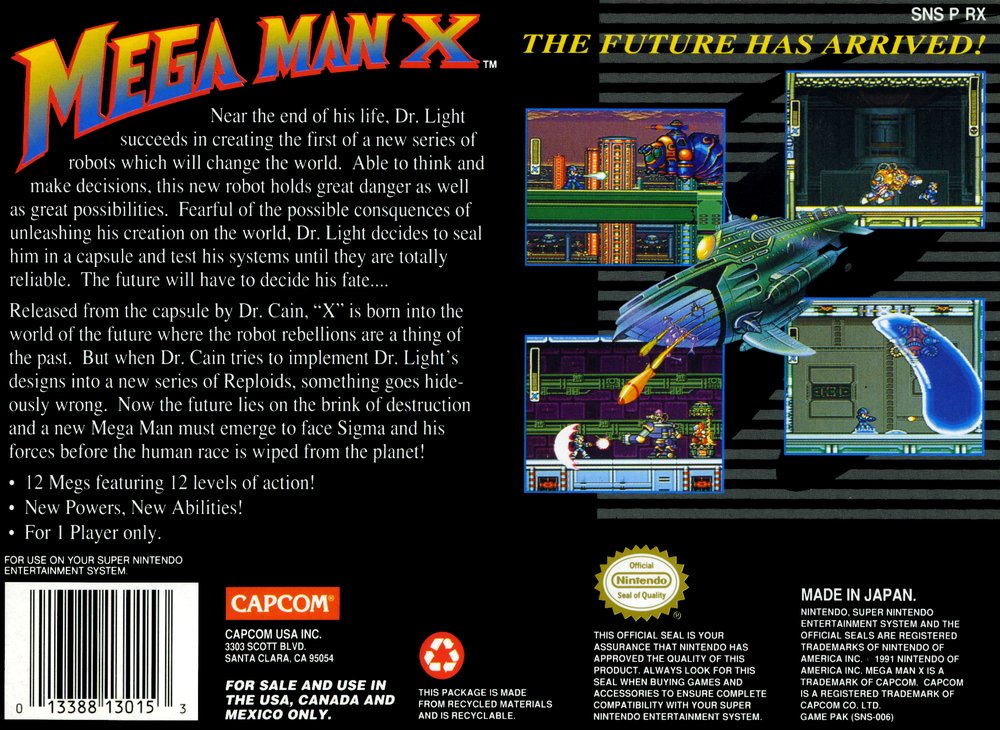 SNS P RX
MEGA MAN X™
THE FUTURE HAS ARRIVED!
Near the end of his life, Dr. Light
succeeds in creating the first of a new series of
robots which will change the world. Able to think and
make decisions, this new robot holds great danger as well
as great possibilities. Fearful of the possible consquences of
unleashing his creation on the world, Dr. Light decides to seal
him in a capsule and test his systems until they are totally
reliable. The future will have to decide his fate....
Released from the capsule by Dr. Cain, “X” is born into the
world of the future where the robot rebellions are a thing of
the past. But when Dr. Cain tries to implement Dr. Light's
designs into a new series of Reploids, something goes hide-
ously wrong. Now the future lies on the brink of destruction
and a new Mega Man must emerge to face Sigma and his
forces before the human race is wiped from the planet!
• 12 Megs featuring 12 levels of action!
• New Powers, New Abilities!
• For 1 Player only.
FOR USE ON YOUR SUPER NINTENDO
ENTERTAINMENT SYSTEM.
0 13388 13015 3
CAPCOM®
CAPCOM USA INC.
3303 SCOTT BLVD.
SANTA CLARA, CA 95054
FOR SALE AND USE IN
THE USA, CANADA AND
MEXICO ONLY.
THIS PACKAGE IS MADE
FROM RECYCLED MATERIALS
AND IS RECYCLABLE.
Official
Nintendo
Seal of Quality
®
THIS OFFICIAL SEAL IS YOUR
ASSURANCE THAT NINTENDO HAS
APPROVED THE QUALITY OF THIS
PRODUCT. ALWAYS LOOK FOR THIS
SEAL WHEN BUYING GAMES AND
ACCESSORIES TO ENSURE COMPLETE
COMPATIBILITY WITH YOUR SUPER
NINTENDO ENTERTAINMENT SYSTEM.
MADE IN JAPAN.
NINTENDO, SUPER NINTENDO
ENTERTAINMENT SYSTEM AND THE
OFFICIAL SEALS ARE REGISTERED
TRADEMARKS OF NINTENDO OF
AMERICA INC. 1991 NINTENDO OF
AMERICA INC. MEGA MAN X IS A
TRADEMARK OF CAPCOM. CAPCOM
IS A REGISTERED TRADEMARK OF
CAPCOM CO. LTD.
GAME PAK (SNS-006)